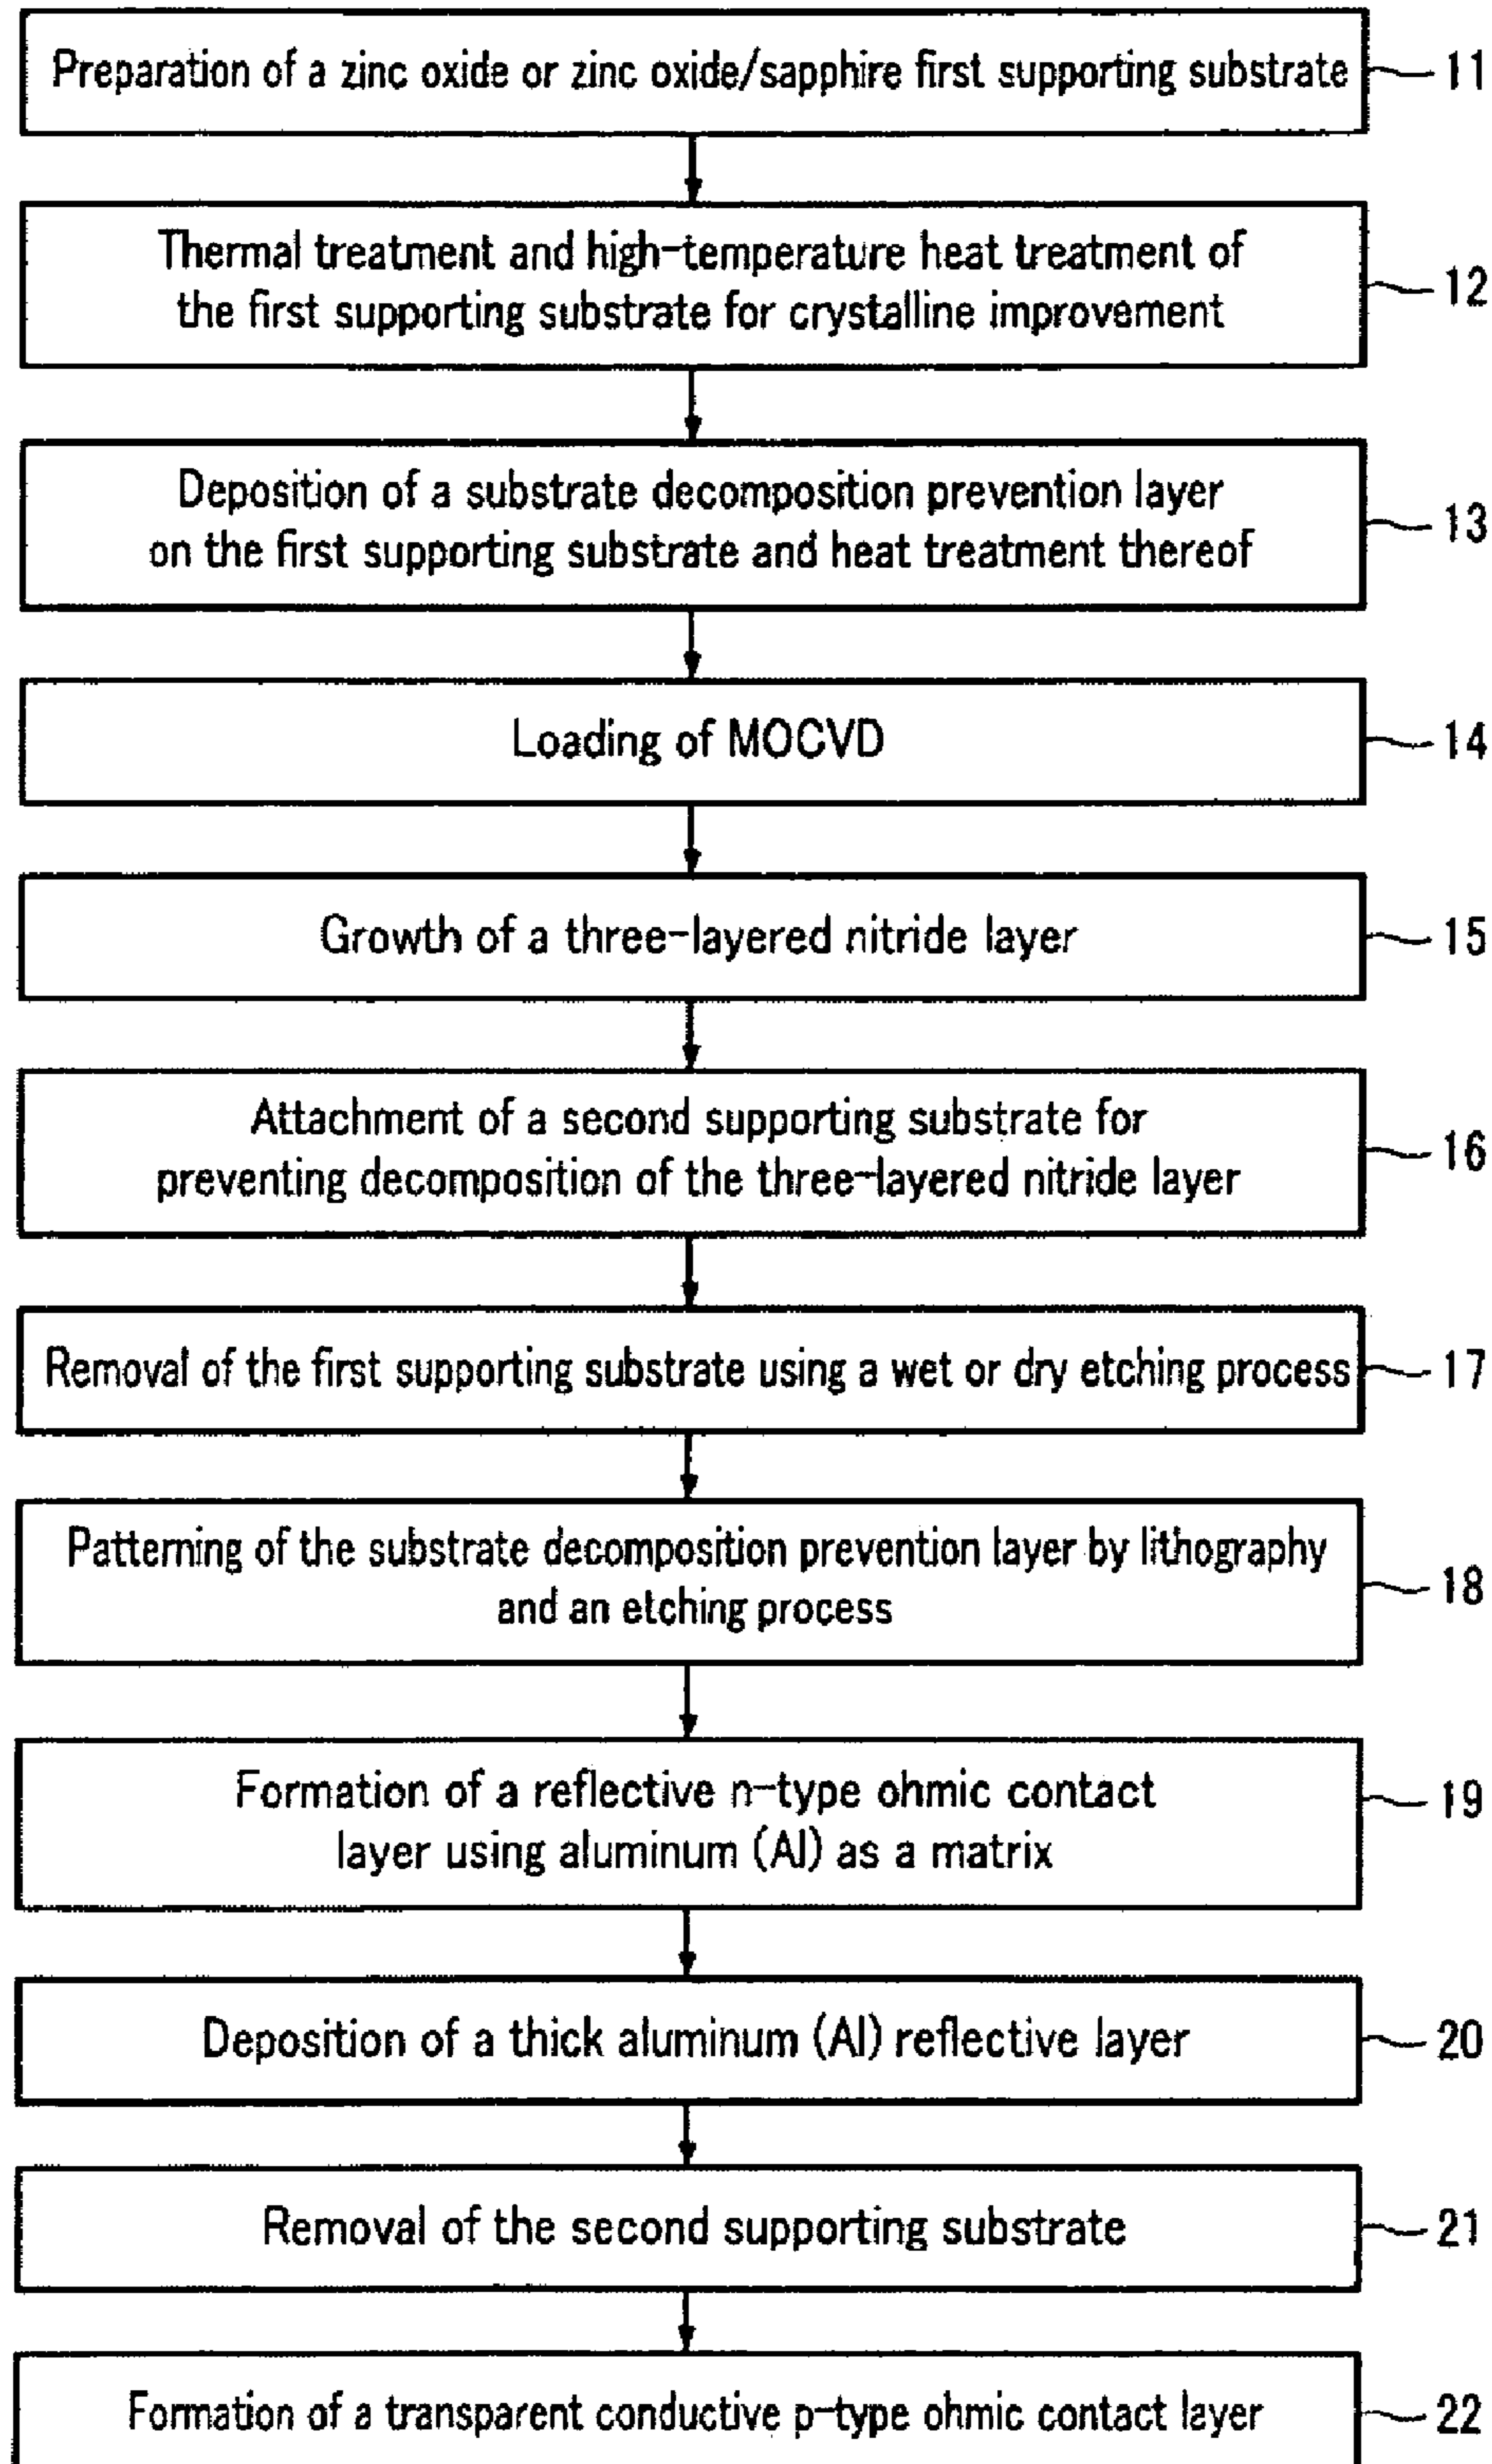 Preparation of a zinc oxide or zinc oxide/sapphire first supporting substrate
11
Thermal treatment and high-temperature heat treatment of
the first supporting substrate for crystalline improvement
12
Deposition of a substrate decomposition prevention layer
on the first supporting substrate and heat treatment thereof
13
Loading of MOCVD
14
Growth of a three-layered nitride layer
15
Attachment of a second supporting substrate for
preventing decomposition of the three-layered nitride layer
16
Removal of the first supporting substrate using a wet or dry etching process
17
Patterning of the substrate decomposition prevention layer by lithography
and an etching process
18
Formation of a reflective n-type ohmic contact
layer using aluminum (Al) as a matrix
19
Deposition of a thick aluminum (Al) reflective layer
20
Removal of the second supporting substrate
21
Formation of a transparent conductive p-type ohmic contact layer
22